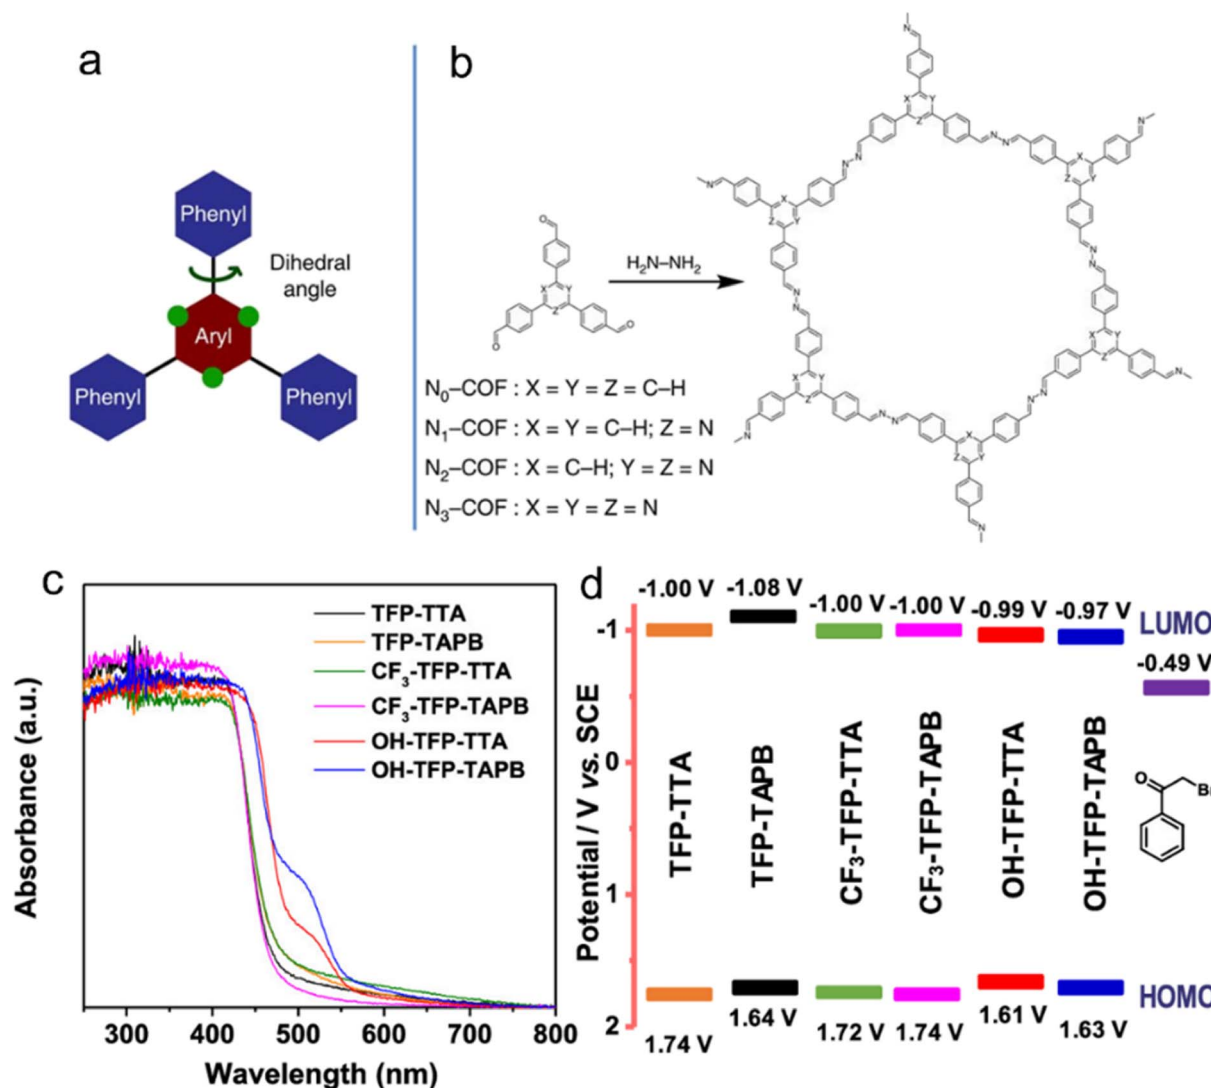 a
Phenyl
Dihedral
angle
Aryl
Phenyl
Phenyl
b
H₂N–NH₂
N₀–COF : X = Y = Z = C–H
N₁–COF : X = Y = C–H; Z = N
N₂–COF : X = C–H; Y = Z = N
N₃–COF : X = Y = Z = N
c
Absorbance (a.u.)
TFP-TTA
TFP-TAPB
CF₃-TFP-TTA
CF₃-TFP-TAPB
OH-TFP-TTA
OH-TFP-TAPB
300 400 500 600 700 800
Wavelength (nm)
d
-1.00 V -1.08 V -1.00 V -1.00 V -0.99 V -0.97 V
LUMO
-0.49 V
-1
0
1
2
Potential / V vs. SCE
TFP-TTA
TFP-TAPB
CF₃-TFP-TTA
CF₃-TFP-TAPB
OH-TFP-TTA
OH-TFP-TAPB
O
HOMO
1.74 V 1.64 V 1.72 V 1.74 V 1.61 V 1.63 V